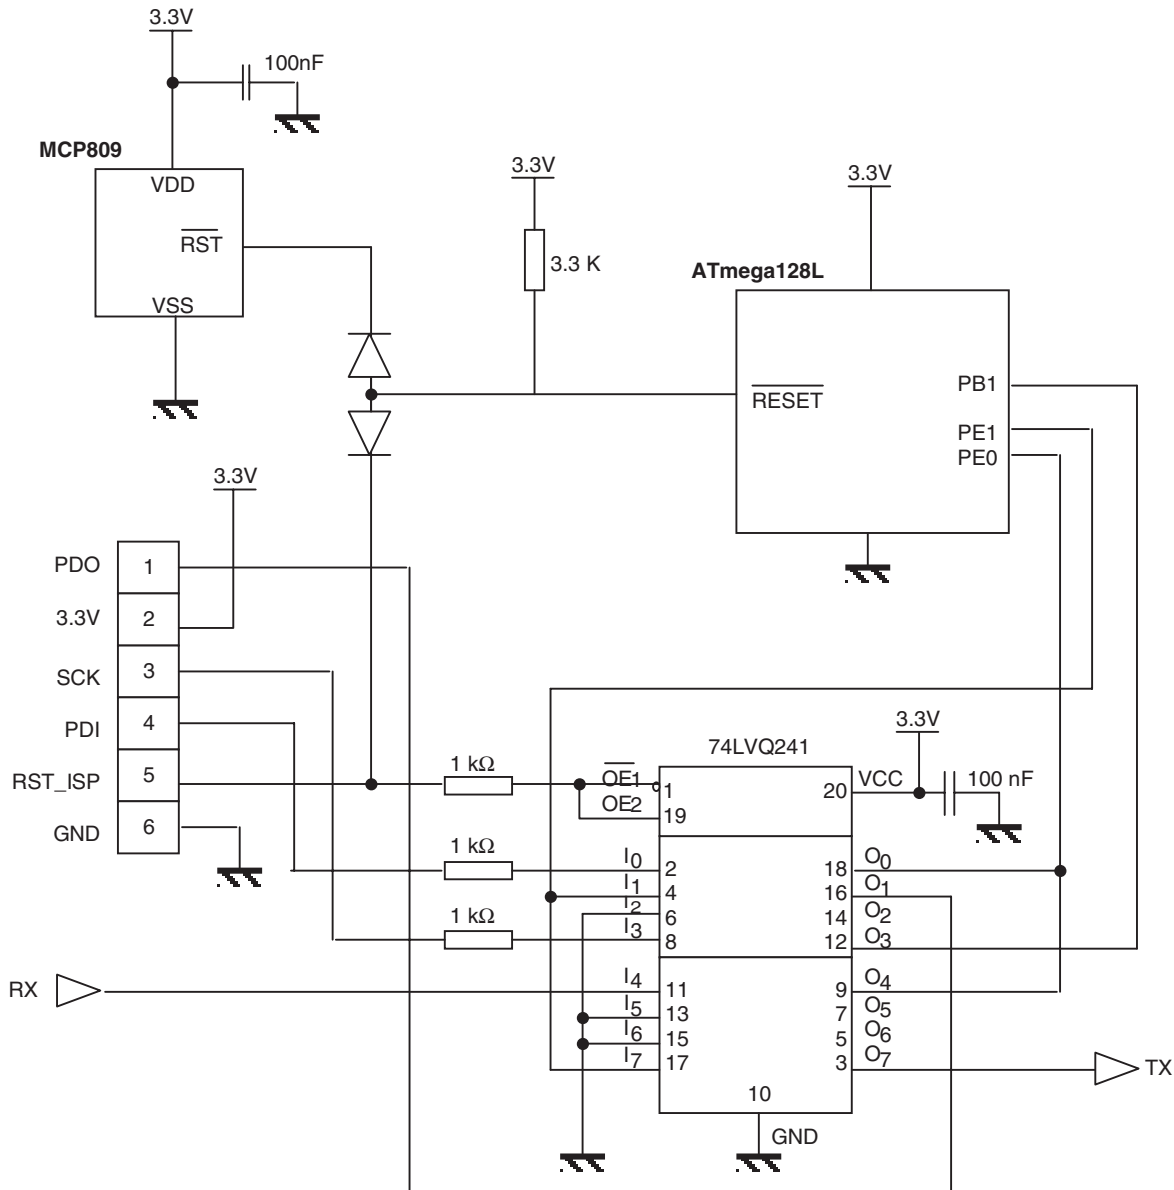 3.3V
100nF
MCP809
VDD
RST
VSS
3.3V
3.3 K
3.3V
ATmega128L
RESET
PB1
PE1
PE0
3.3V
PDO 1
3.3V 2
SCK 3
PDI 4
RST_ISP 5
GND 6
1 kΩ
1 kΩ
1 kΩ
74LVQ241
3.3V
OE1 1
OE2 19
20 VCC
100 nF
I0 2
I1 4
I2 6
I3 8
18 O0
16 O1
14 O2
12 O3
RX
I4 11
I5 13
I6 15
I7 17
9 O4
7 O5
5 O6
3 O7
TX
10
GND